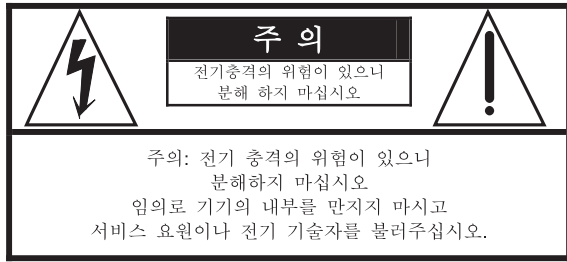 주 의
전기충격의 위험이 있으니
분해 하지 마십시오
주의: 전기 충격의 위험이 있으니
분해하지 마십시오
임의로 기기의 내부를 만지지 마시고
서비스 요원이나 전기 기술자를 불러주십시오.